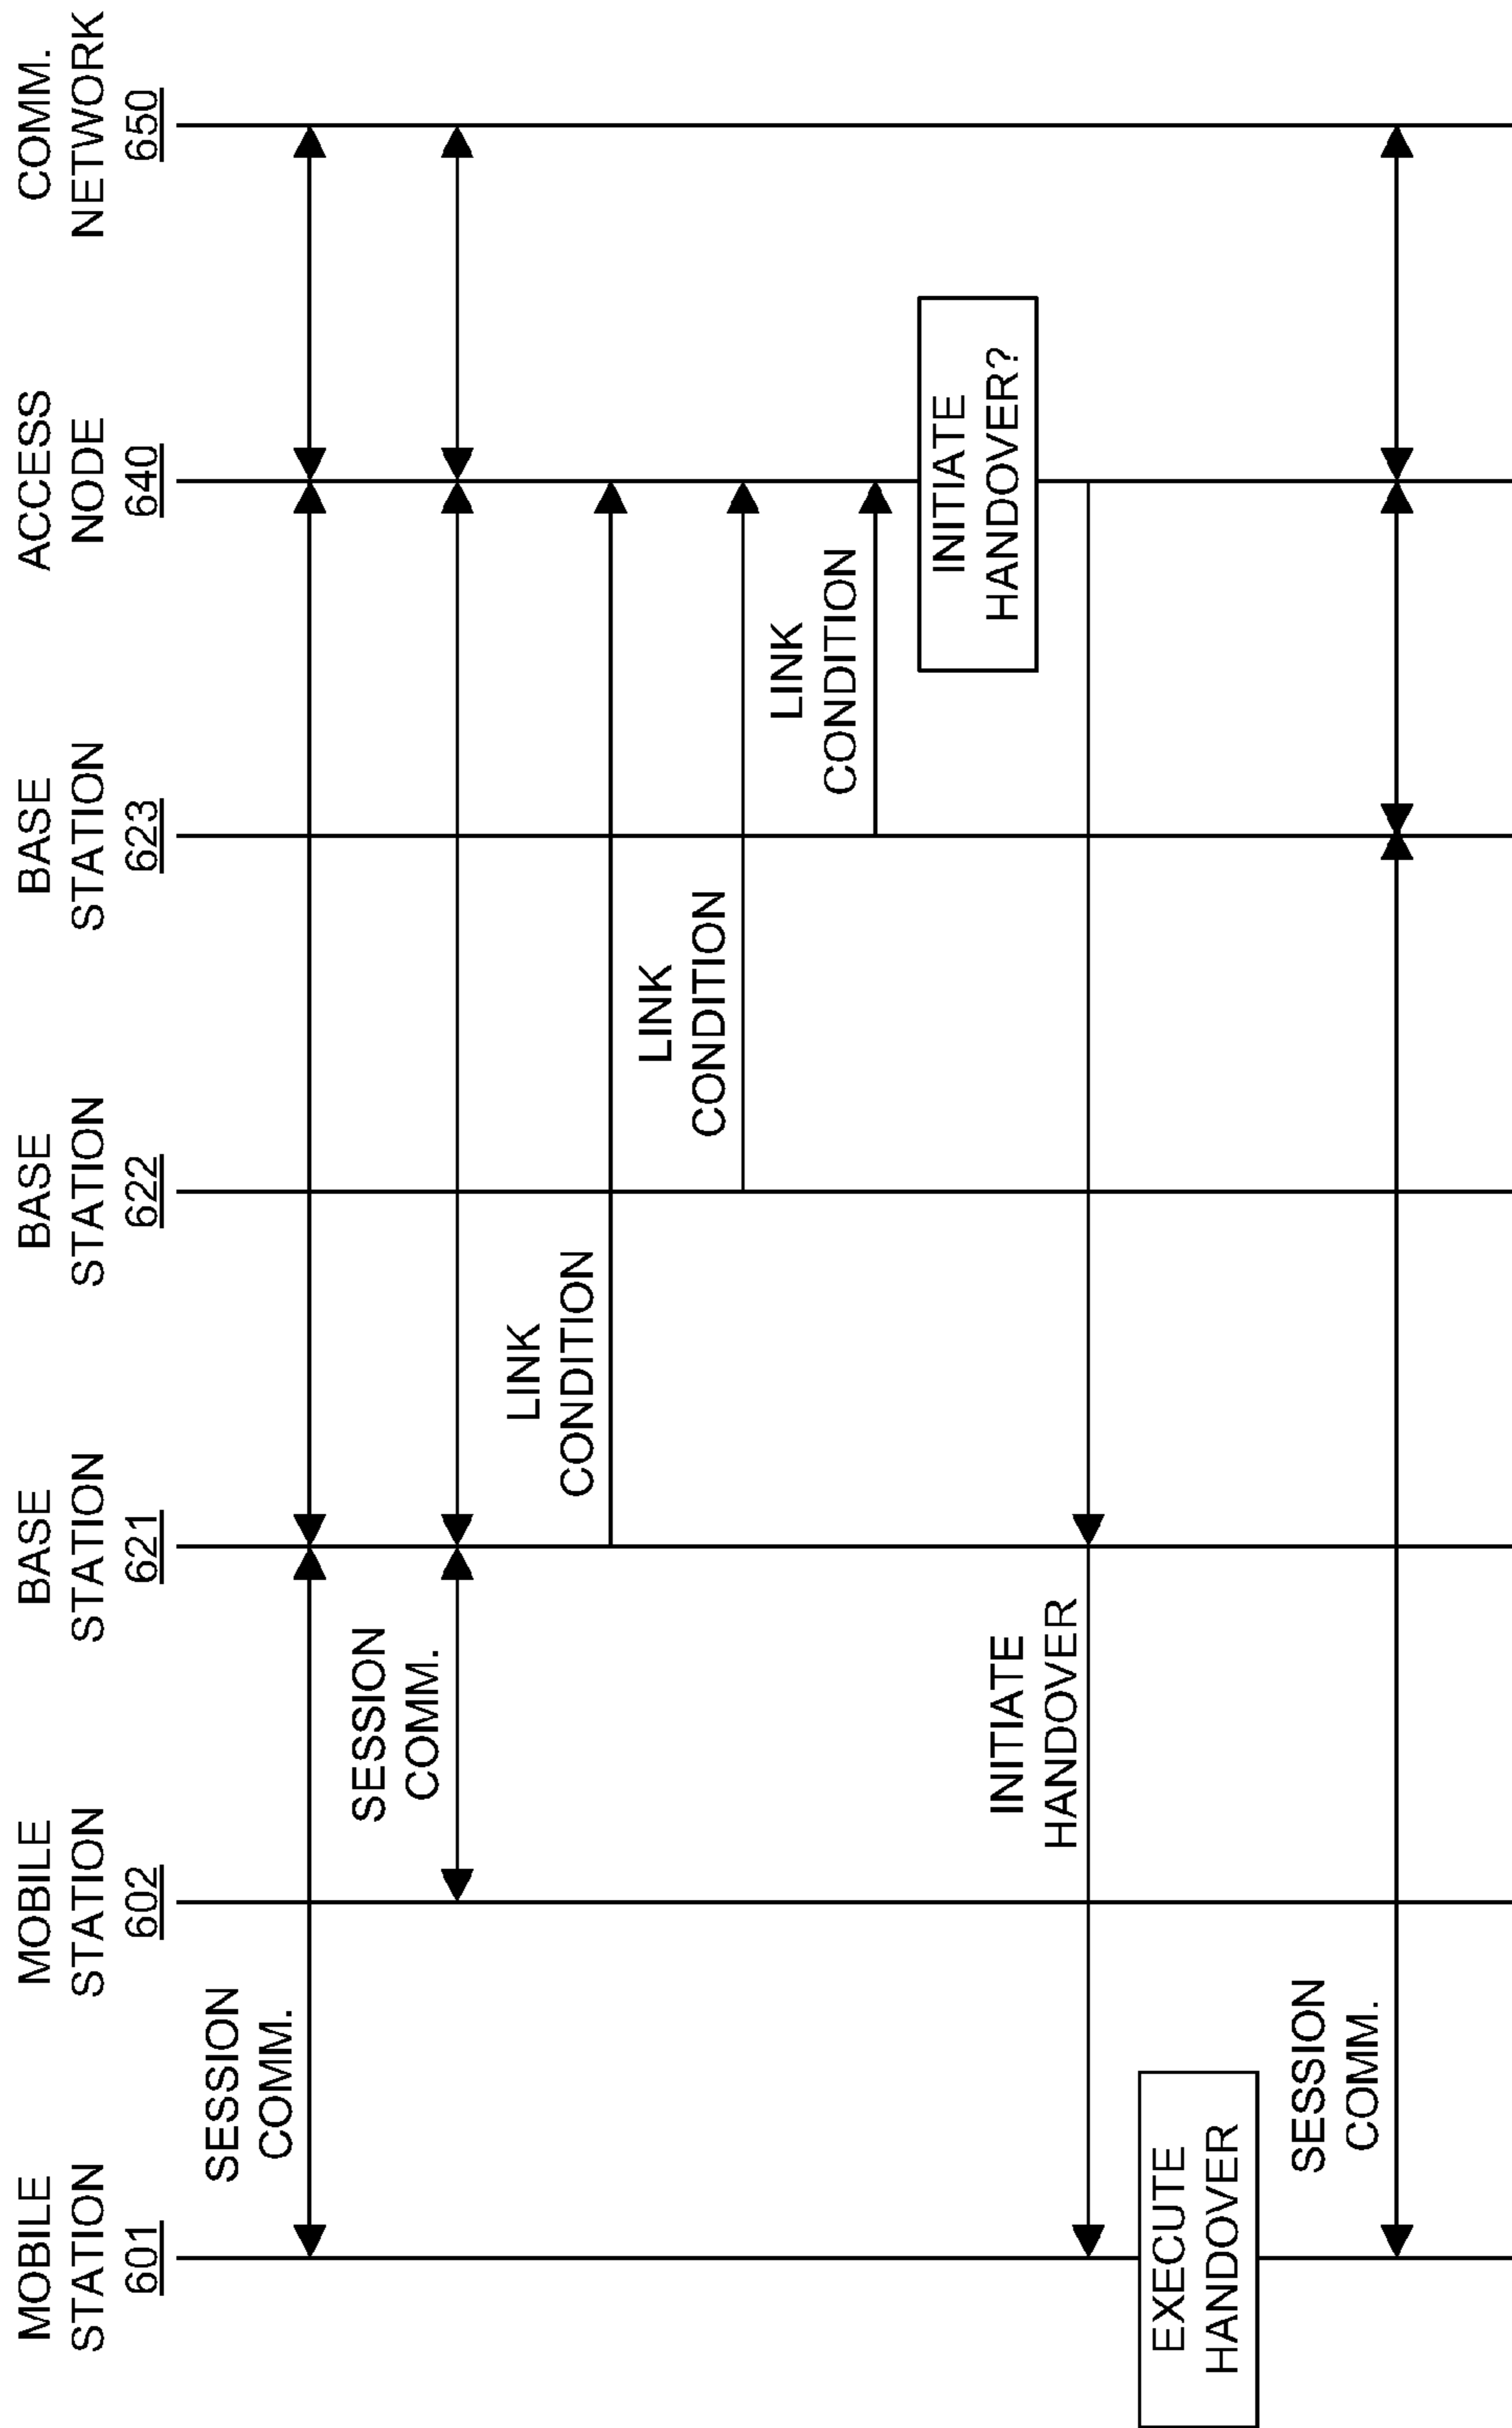 MOBILE
STATION
601
MOBILE
STATION
602
BASE
STATION
621
BASE
STATION
622
BASE
STATION
623
ACCESS
NODE
640
COMM.
NETWORK
650
SESSION
COMM.
SESSION
COMM.
LINK
CONDITION
LINK
CONDITION
LINK
CONDITION
INITIATE
HANDOVER?
INITIATE
HANDOVER
EXECUTE
HANDOVER
SESSION
COMM.